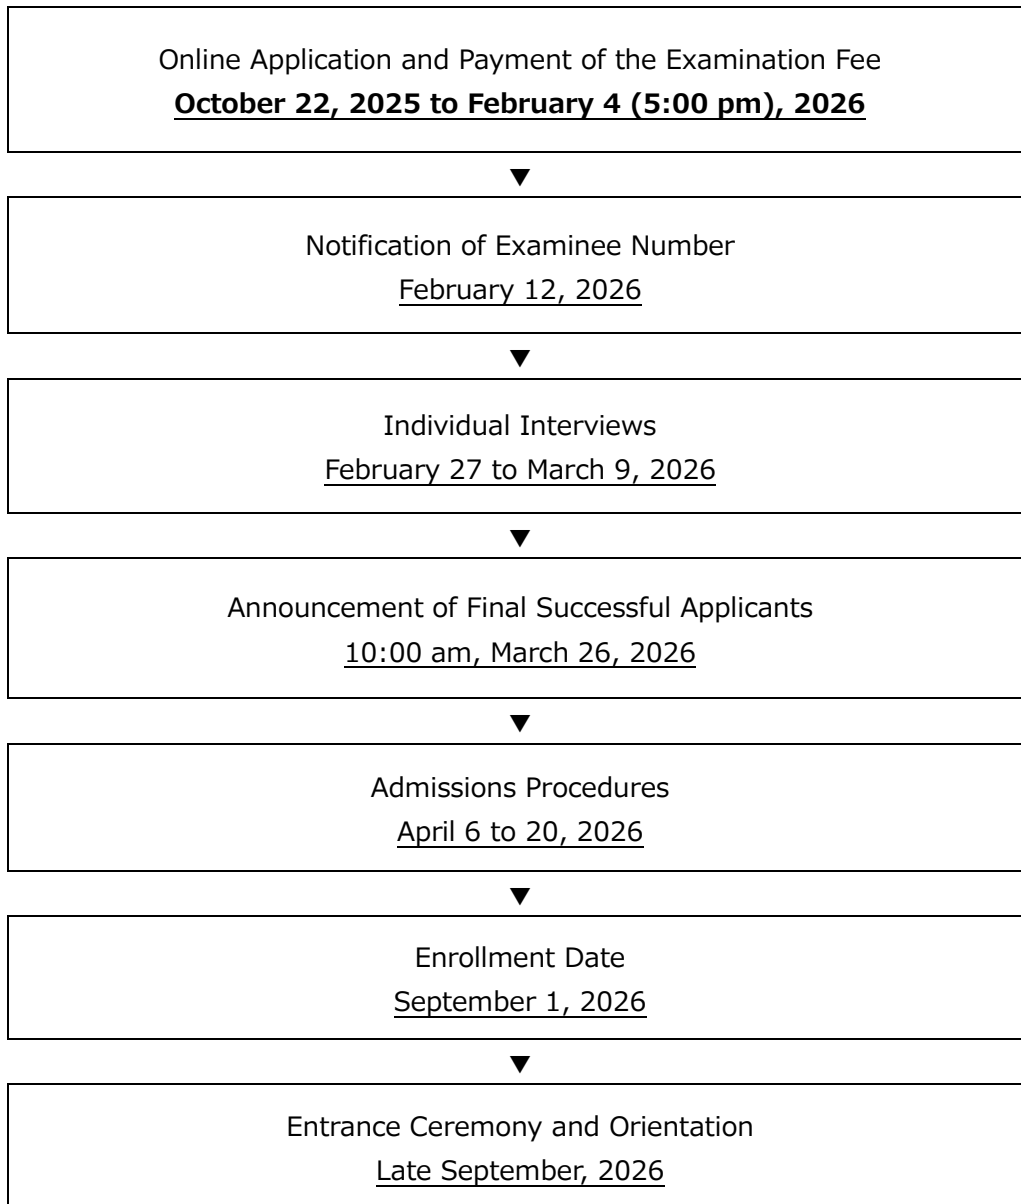 Online Application and Payment of the Examination Fee
October 22, 2025 to February 4 (5:00 pm), 2026
▼
Notification of Examinee Number
February 12, 2026
▼
Individual Interviews
February 27 to March 9, 2026
▼
Announcement of Final Successful Applicants
10:00 am, March 26, 2026
▼
Admissions Procedures
April 6 to 20, 2026
▼
Enrollment Date
September 1, 2026
▼
Entrance Ceremony and Orientation
Late September, 2026